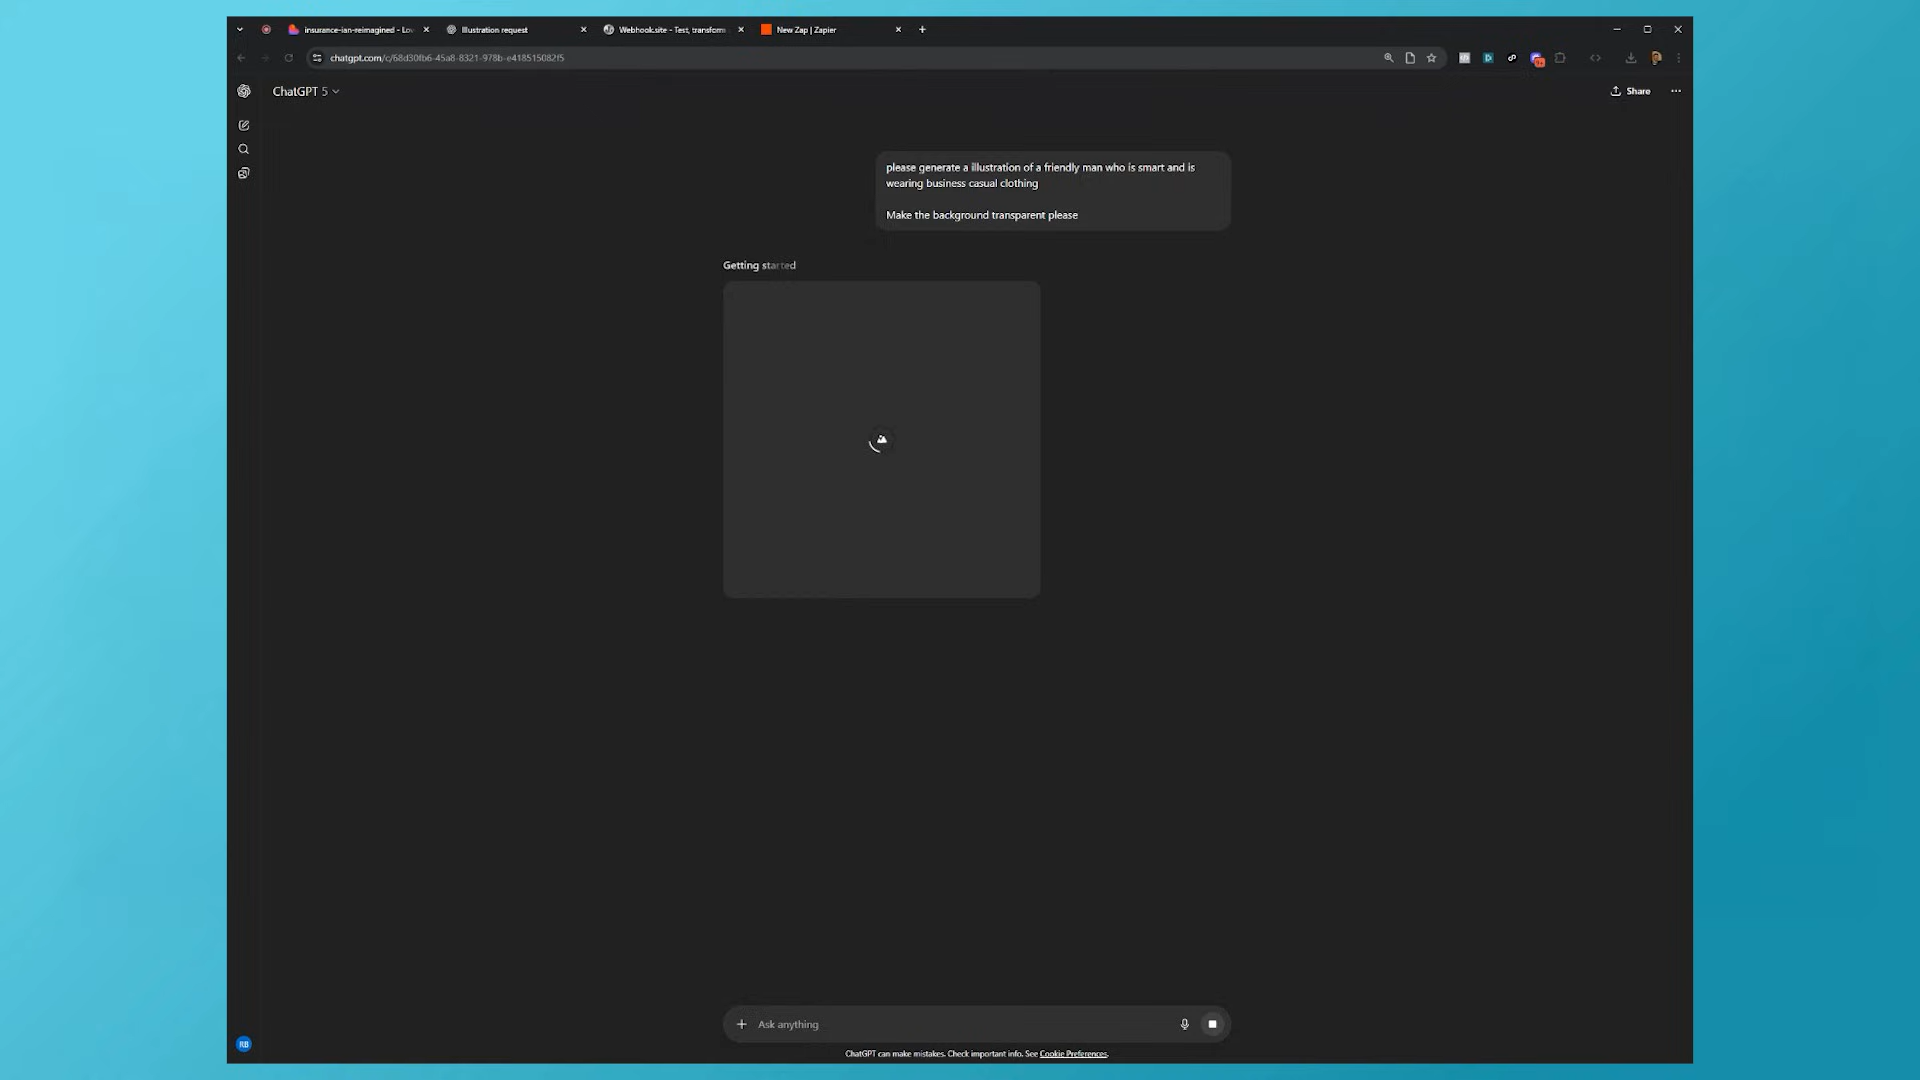 insurance-ian-reimagined - Lov
Illustration request
Webhook.site - Test, transform
New Zap | Zapier
chatgpt.com/c/68d30fb6-45a8-8321-978b-e418515082f5
ChatGPT 5
Share
please generate a illustration of a friendly man who is smart and is
wearing business casual clothing
Make the background transparent please
Getting started
Ask anything
RB
ChatGPT can make mistakes. Check important info. See Cookie Preferences.